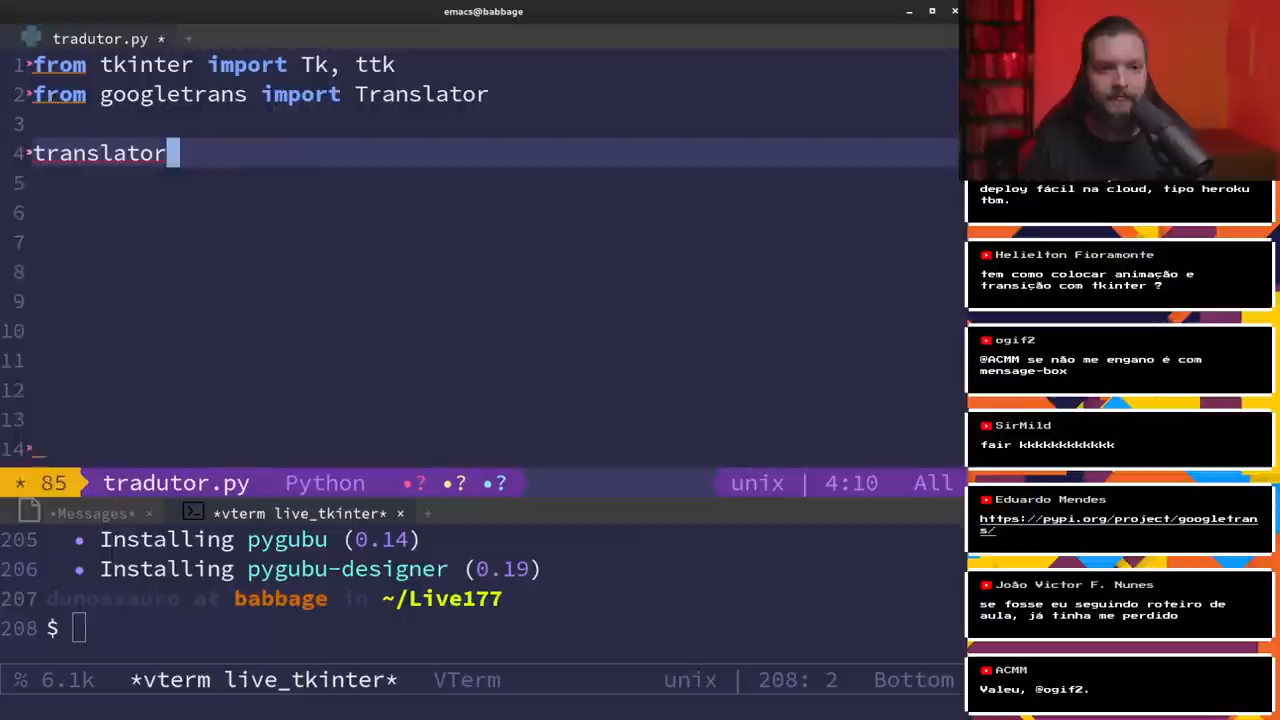 emacs@babbage
tradutor.py *
1 from tkinter import Tk, ttk
2 from googletrans import Translator
3
4 translator
5
6
7
8
9
10
11
12
13
14
* 85 tradutor.py Python •? •? •? unix | 4:10 All
*Messages* × *vterm live_tkinter* × +
205 • Installing pygubu (0.14)
206 • Installing pygubu-designer (0.19)
207 dunossauro at babbage in ~/Live177
208 $
% 6.1k *vterm live_tkinter* VTerm unix | 208: 2 Bottom
deploy fácil na cloud, tipo heroku
tbm.
Helielton Fioramonte
tem como colocar animação e
transição com tkinter ?
ogif2
@ACMM se não me engano é com
mensage-box
SirMild
fair kkkkkkkkkkkk
Eduardo Mendes
https://pypi.org/project/googletran
s/
João Victor F. Nunes
se fosse eu seguindo roteiro de
aula, já tinha me perdido
ACMM
Valeu, @ogif2.